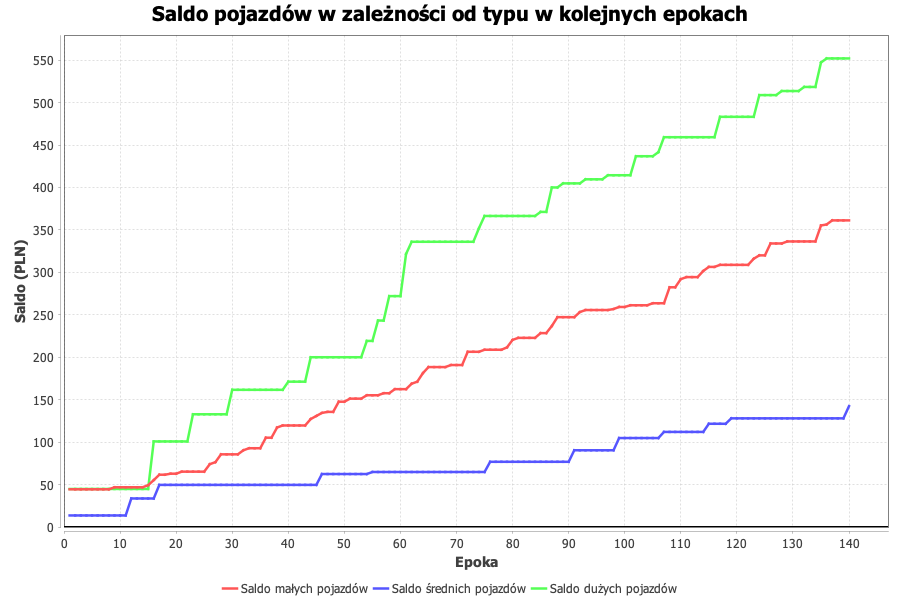 Saldo pojazdów w zależności od typu w kolejnych epokach
550
500
450
400
350
300
250
200
150
100
50
0
Saldo (PLN)
0 10 20 30 40 50 60 70 80 90 100 110 120 130 140
Epoka
Saldo małych pojazdów Saldo średnich pojazdów Saldo dużych pojazdów